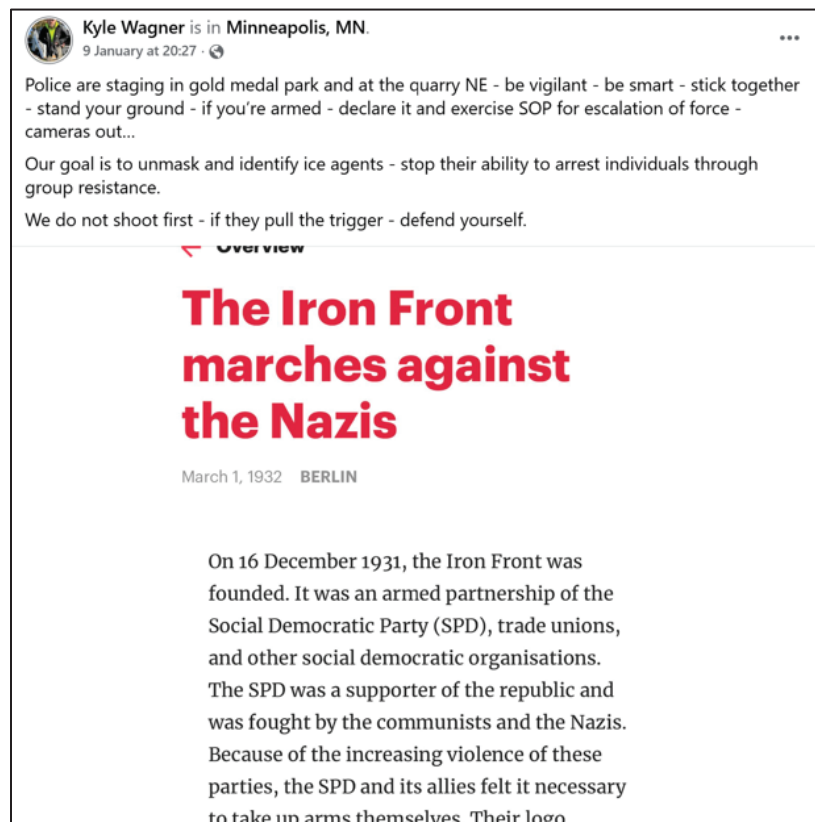 Kyle Wagner is in Minneapolis, MN.
9 January at 20:27 ·
Police are staging in gold medal park and at the quarry NE - be vigilant - be smart - stick together
- stand your ground - if you’re armed - declare it and exercise SOP for escalation of force -
cameras out...
Our goal is to unmask and identify ice agents - stop their ability to arrest individuals through
group resistance.
We do not shoot first - if they pull the trigger - defend yourself.
Overview
The Iron Front
marches against
the Nazis
March 1, 1932 BERLIN
On 16 December 1931, the Iron Front was
founded. It was an armed partnership of the
Social Democratic Party (SPD), trade unions,
and other social democratic organisations.
The SPD was a supporter of the republic and
was fought by the communists and the Nazis.
Because of the increasing violence of these
parties, the SPD and its allies felt it necessary
to take up arms themselves. Their logo